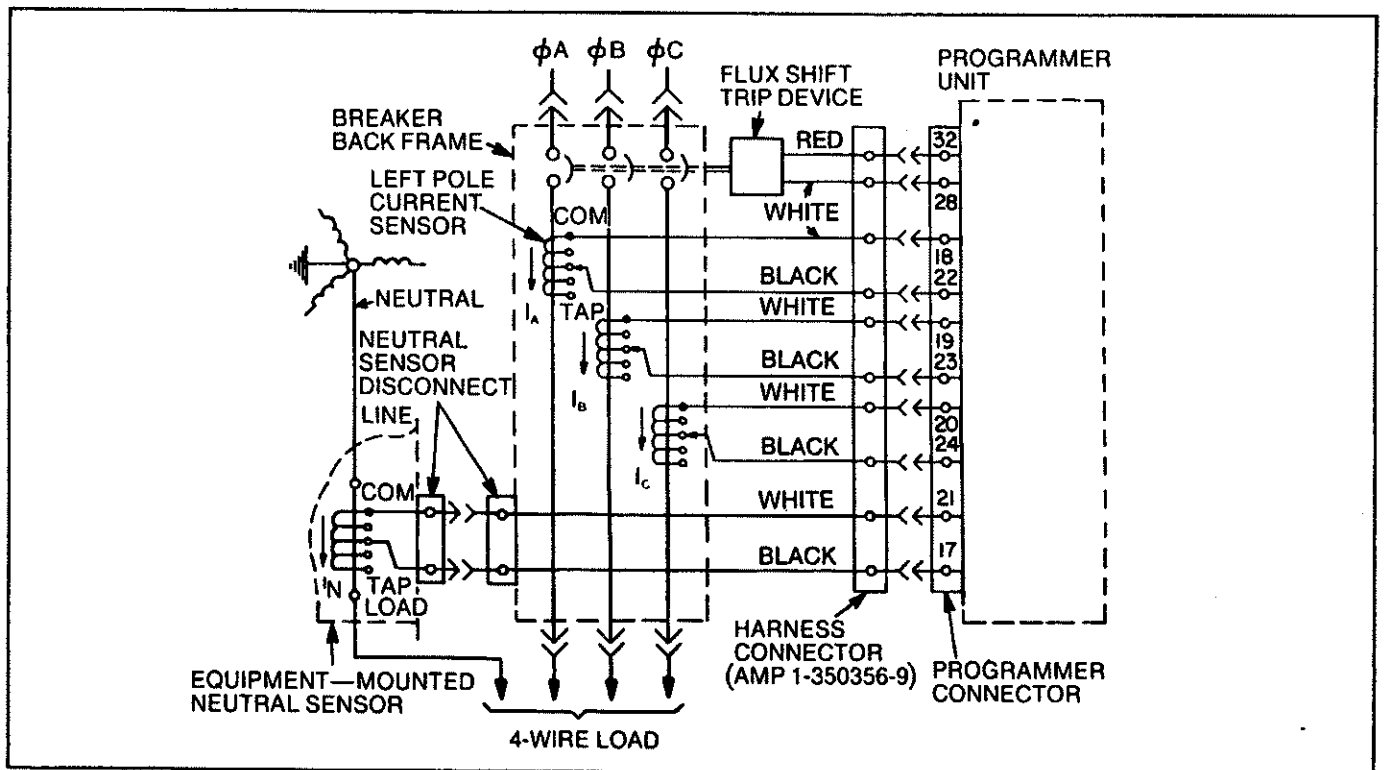 ϕA ϕB ϕC
FLUX SHIFT
TRIP DEVICE
PROGRAMMER
UNIT
BREAKER
BACK FRAME
LEFT POLE
CURRENT
SENSOR
RED
32
28
WHITE
COM
18
BLACK
22
NEUTRAL
I_A
TAP
WHITE
19
NEUTRAL
SENSOR
DISCONNECT
BLACK
23
I_B
WHITE
LINE
20
BLACK
24
I_C
COM
WHITE
21
BLACK
17
IN
TAP
LOAD
HARNESS
CONNECTOR
(AMP 1-350356-9)
PROGRAMMER
CONNECTOR
EQUIPMENT—MOUNTED
NEUTRAL SENSOR
4-WIRE LOAD